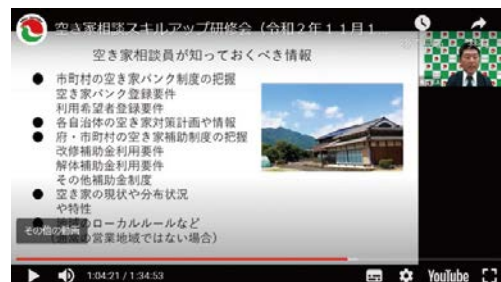 空き家相談スキルアップ研修会（令和２年１１月１...
空き家相談員が知っておくべき情報
● 市町村の空き家バンク制度の把握
空き家バンク登録要件
利用希望者登録要件
● 各自治体の空き家対策計画や情報
● 府・市町村の空き家補助制度の把握
改修補助金利用要件
解体補助金利用要件
その他補助金制度
● 空き家の現状や分布状況
や特性
● 地域のローカルルールなど
（通常の営業地域ではない場合）
その他の動画
1:04:21 / 1:34:53
YouTube